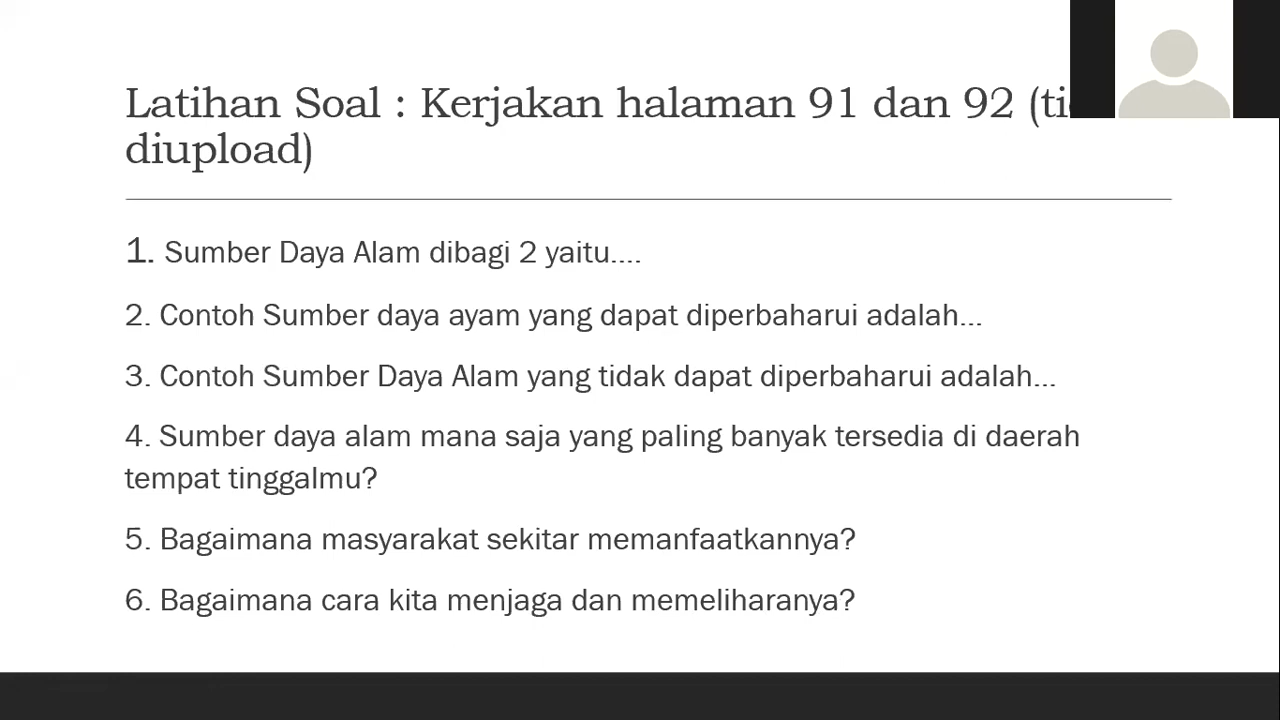 Latihan Soal : Kerjakan halaman 91 dan 92
diupload)
1. Sumber Daya Alam dibagi 2 yaitu....
2. Contoh Sumber daya ayam yang dapat diperbaharui adalah...
3. Contoh Sumber Daya Alam yang tidak dapat diperbaharui adalah...
4. Sumber daya alam mana saja yang paling banyak tersedia di daerah
tempat tinggalmu?
5. Bagaimana masyarakat sekitar memanfaatkannya?
6. Bagaimana cara kita menjaga dan memeliharanya?